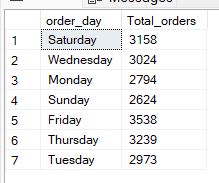 Messages
order_day Total_orders
1 Saturday 3158
2 Wednesday 3024
3 Monday 2794
4 Sunday 2624
5 Friday 3538
6 Thursday 3239
7 Tuesday 2973